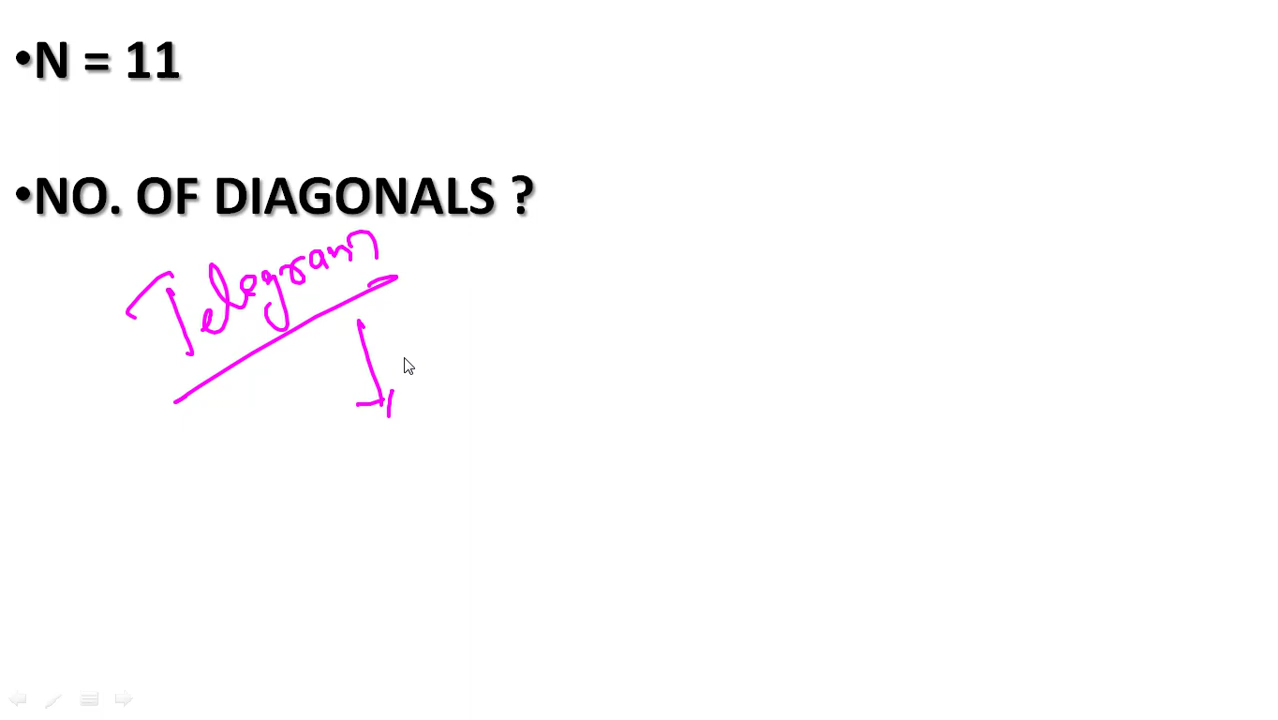 •N = 11
•NO. OF DIAGONALS ?
Telegram